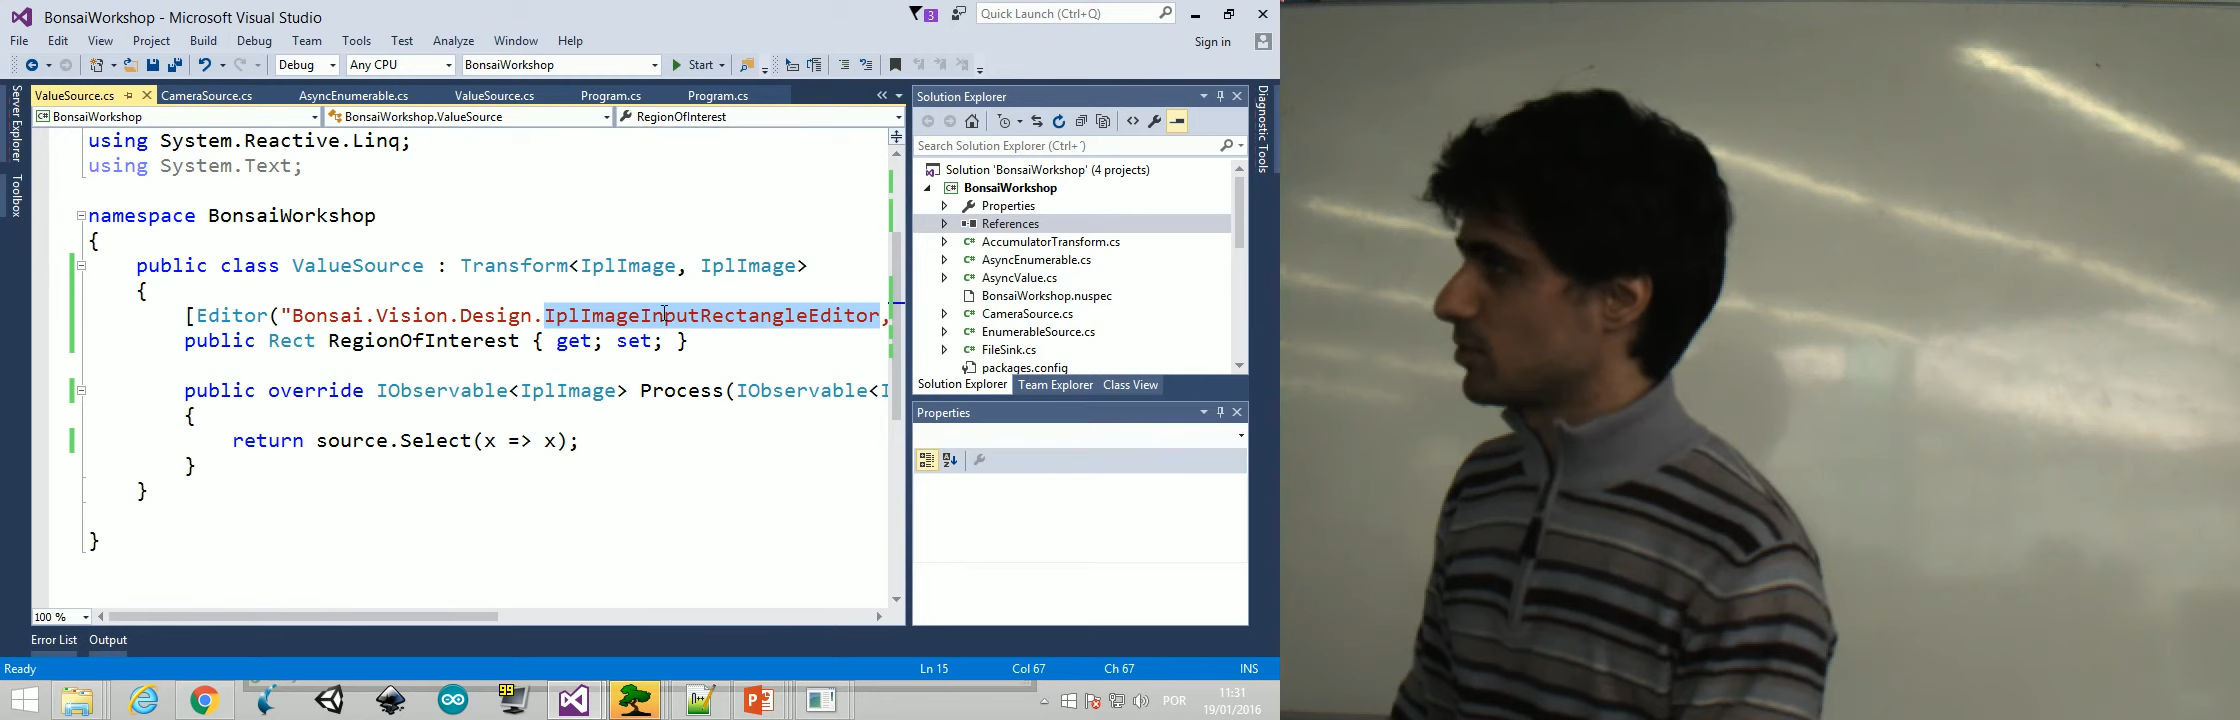 BonsaiWorkshop - Microsoft Visual Studio
3
Quick Launch (Ctrl+Q)
File Edit View Project Build Debug Team Tools Test Analyze Window Help
Sign in
Debug Any CPU BonsaiWorkshop Start
Server Explorer
Toolbox
ValueSource.cs CameraSource.cs AsyncEnumerable.cs ValueSource.cs Program.cs Program.cs
BonsaiWorkshop BonsaiWorkshop.ValueSource RegionOfInterest
using System.Reactive.Linq;
using System.Text;
namespace BonsaiWorkshop
{
public class ValueSource : Transform<IplImage, IplImage>
{
[Editor("Bonsai.Vision.Design.IplImageInputRectangleEditor,
public Rect RegionOfInterest { get; set; }
public override IObservable<IplImage> Process(IObservable<I
{
return source.Select(x => x);
}
}
}
100 %
Error List Output
Solution Explorer
Search Solution Explorer (Ctrl+´)
Solution 'BonsaiWorkshop' (4 projects)
BonsaiWorkshop
Properties
References
AccumulatorTransform.cs
AsyncEnumerable.cs
AsyncValue.cs
BonsaiWorkshop.nuspec
CameraSource.cs
EnumerableSource.cs
FileSink.cs
packages.config
Solution Explorer Team Explorer Class View
Properties
Diagnostic Tools
Ready Ln 15 Col 67 Ch 67 INS
99
POR
11:31
19/01/2016